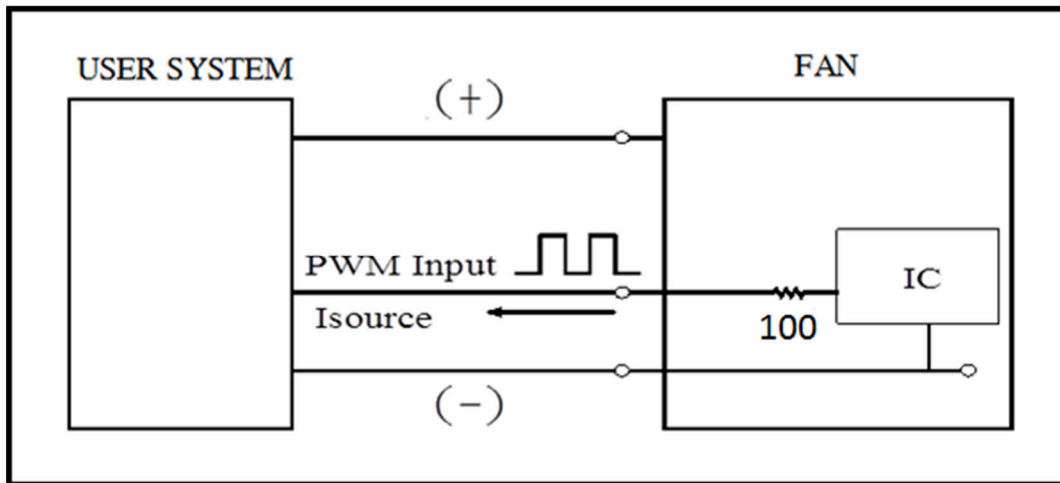 USER SYSTEM
FAN
(+)
PWM Input
Isource
IC
100
(-)